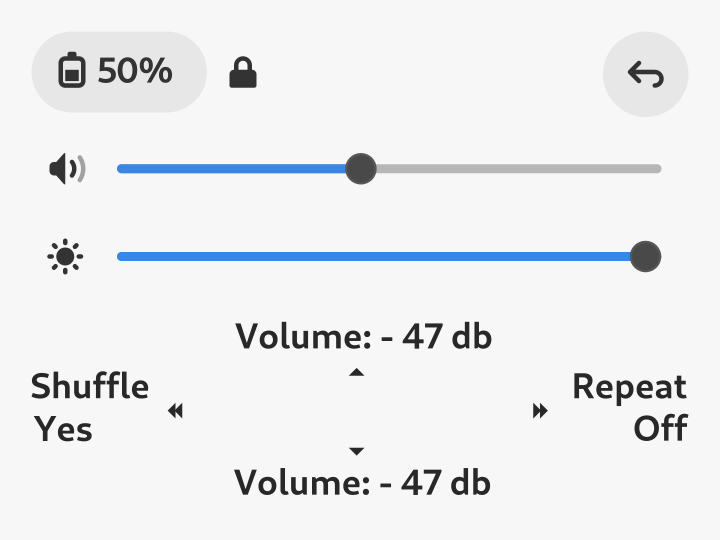 50%
Volume: - 47 db
Shuffle
Yes
Repeat
Off
Volume: - 47 db